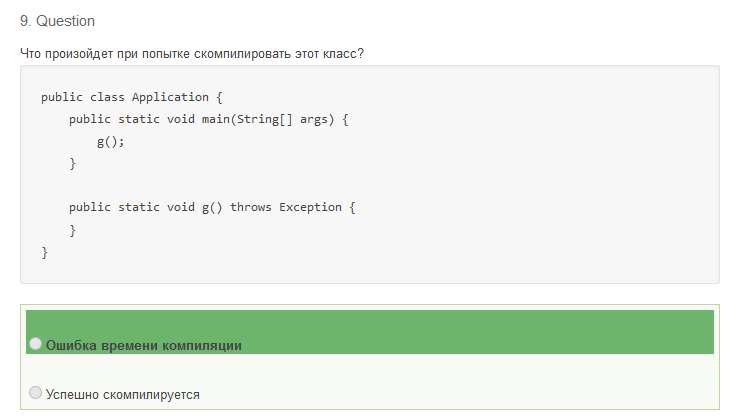 9. Question
Что произойдет при попытке скомпилировать этот класс?
public class Application {
    public static void main(String[] args) {
        g();
    }

    public static void g() throws Exception {
    }
}
Ошибка времени компиляции
Успешно скомпилируется